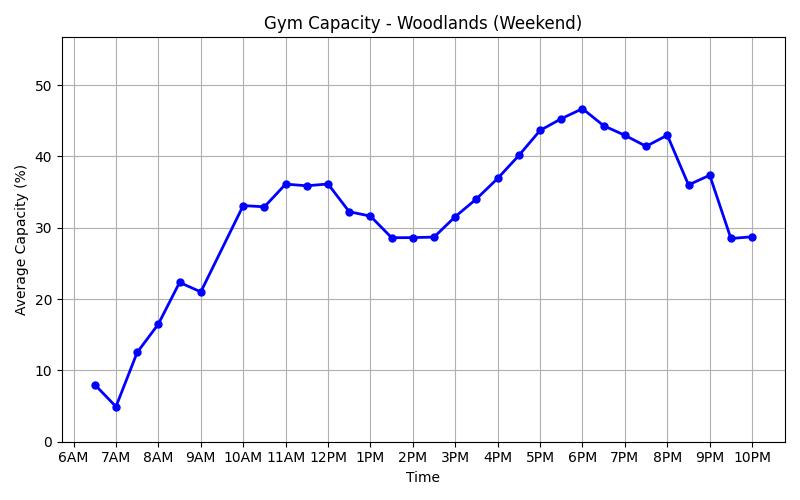 Gym Capacity - Woodlands (Weekend)
Average Capacity (%)
50
40
30
20
10
0
6AM 7AM 8AM 9AM 10AM 11AM 12PM 1PM 2PM 3PM 4PM 5PM 6PM 7PM 8PM 9PM 10PM
Time